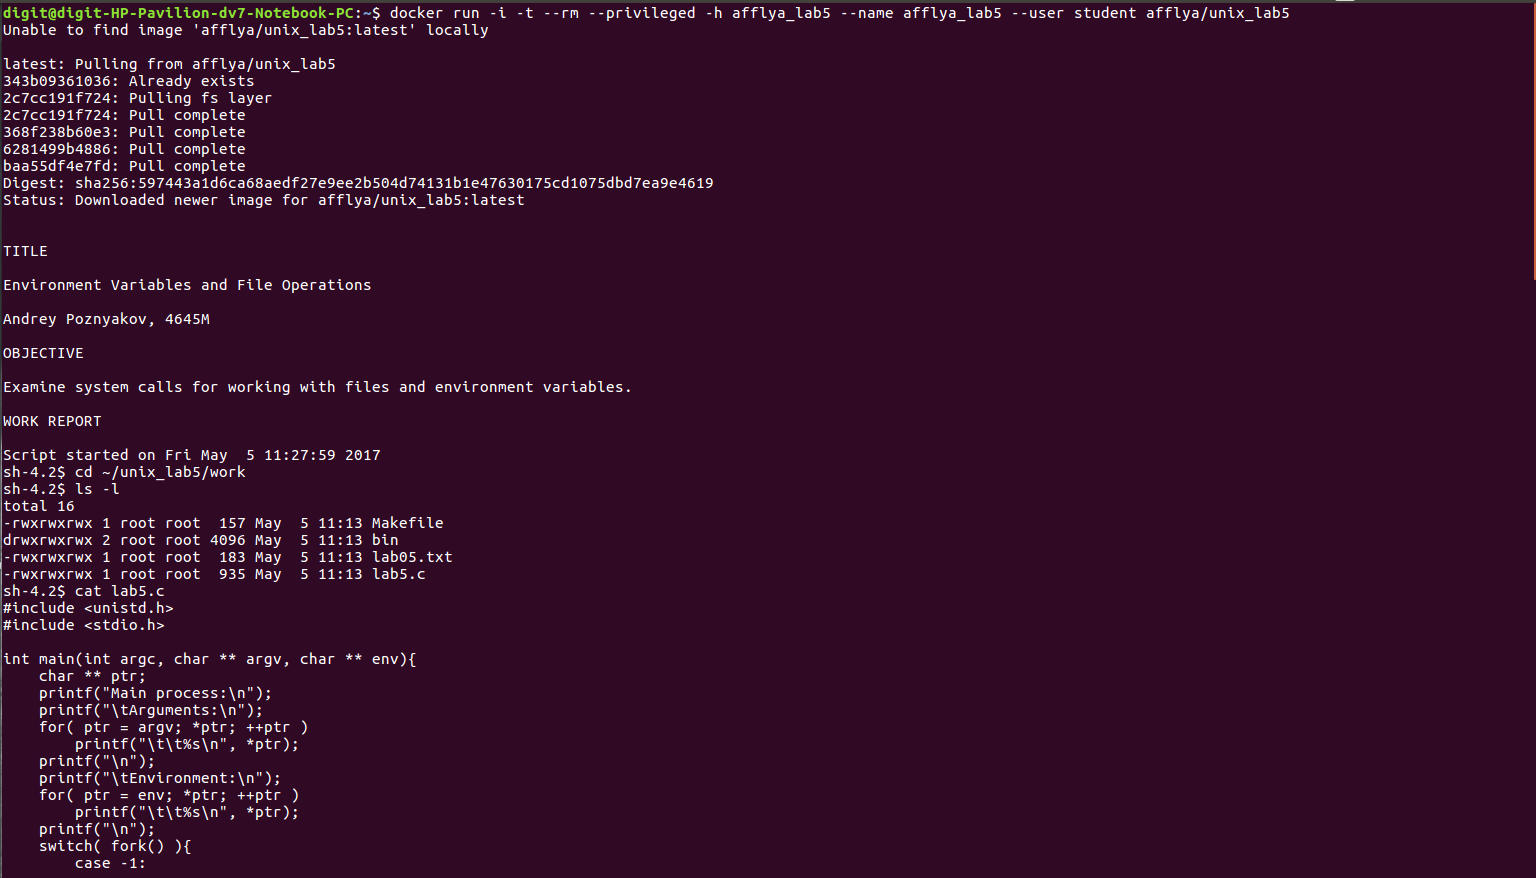 digit@digit-HP-Pavilion-dv7-Notebook-PC:~$ docker run -i -t --rm --privileged -h afflya_lab5 --name afflya_lab5 --user student afflya/unix_lab5
Unable to find image 'afflya/unix_lab5:latest' locally

latest: Pulling from afflya/unix_lab5
343b09361036: Already exists
2c7cc191f724: Pulling fs layer
2c7cc191f724: Pull complete
368f238b60e3: Pull complete
6281499b4886: Pull complete
baa55df4e7fd: Pull complete
Digest: sha256:597443a1d6ca68aedf27e9ee2b504d74131b1e47630175cd1075dbd7ea9e4619
Status: Downloaded newer image for afflya/unix_lab5:latest


TITLE

Environment Variables and File Operations

Andrey Poznyakov, 4645M

OBJECTIVE

Examine system calls for working with files and environment variables.

WORK REPORT

Script started on Fri May  5 11:27:59 2017
sh-4.2$ cd ~/unix_lab5/work
sh-4.2$ ls -l
total 16
-rwxrwxrwx 1 root root  157 May  5 11:13 Makefile
drwxrwxrwx 2 root root 4096 May  5 11:13 bin
-rwxrwxrwx 1 root root  183 May  5 11:13 lab05.txt
-rwxrwxrwx 1 root root  935 May  5 11:13 lab5.c
sh-4.2$ cat lab5.c
#include <unistd.h>
#include <stdio.h>

int main(int argc, char ** argv, char ** env){
    char ** ptr;
    printf("Main process:\n");
    printf("\tArguments:\n");
    for( ptr = argv; *ptr; ++ptr )
        printf("\t\t%s\n", *ptr);
    printf("\n");
    printf("\tEnvironment:\n");
    for( ptr = env; *ptr; ++ptr )
        printf("\t\t%s\n", *ptr);
    printf("\n");
    switch( fork() ){
        case -1: